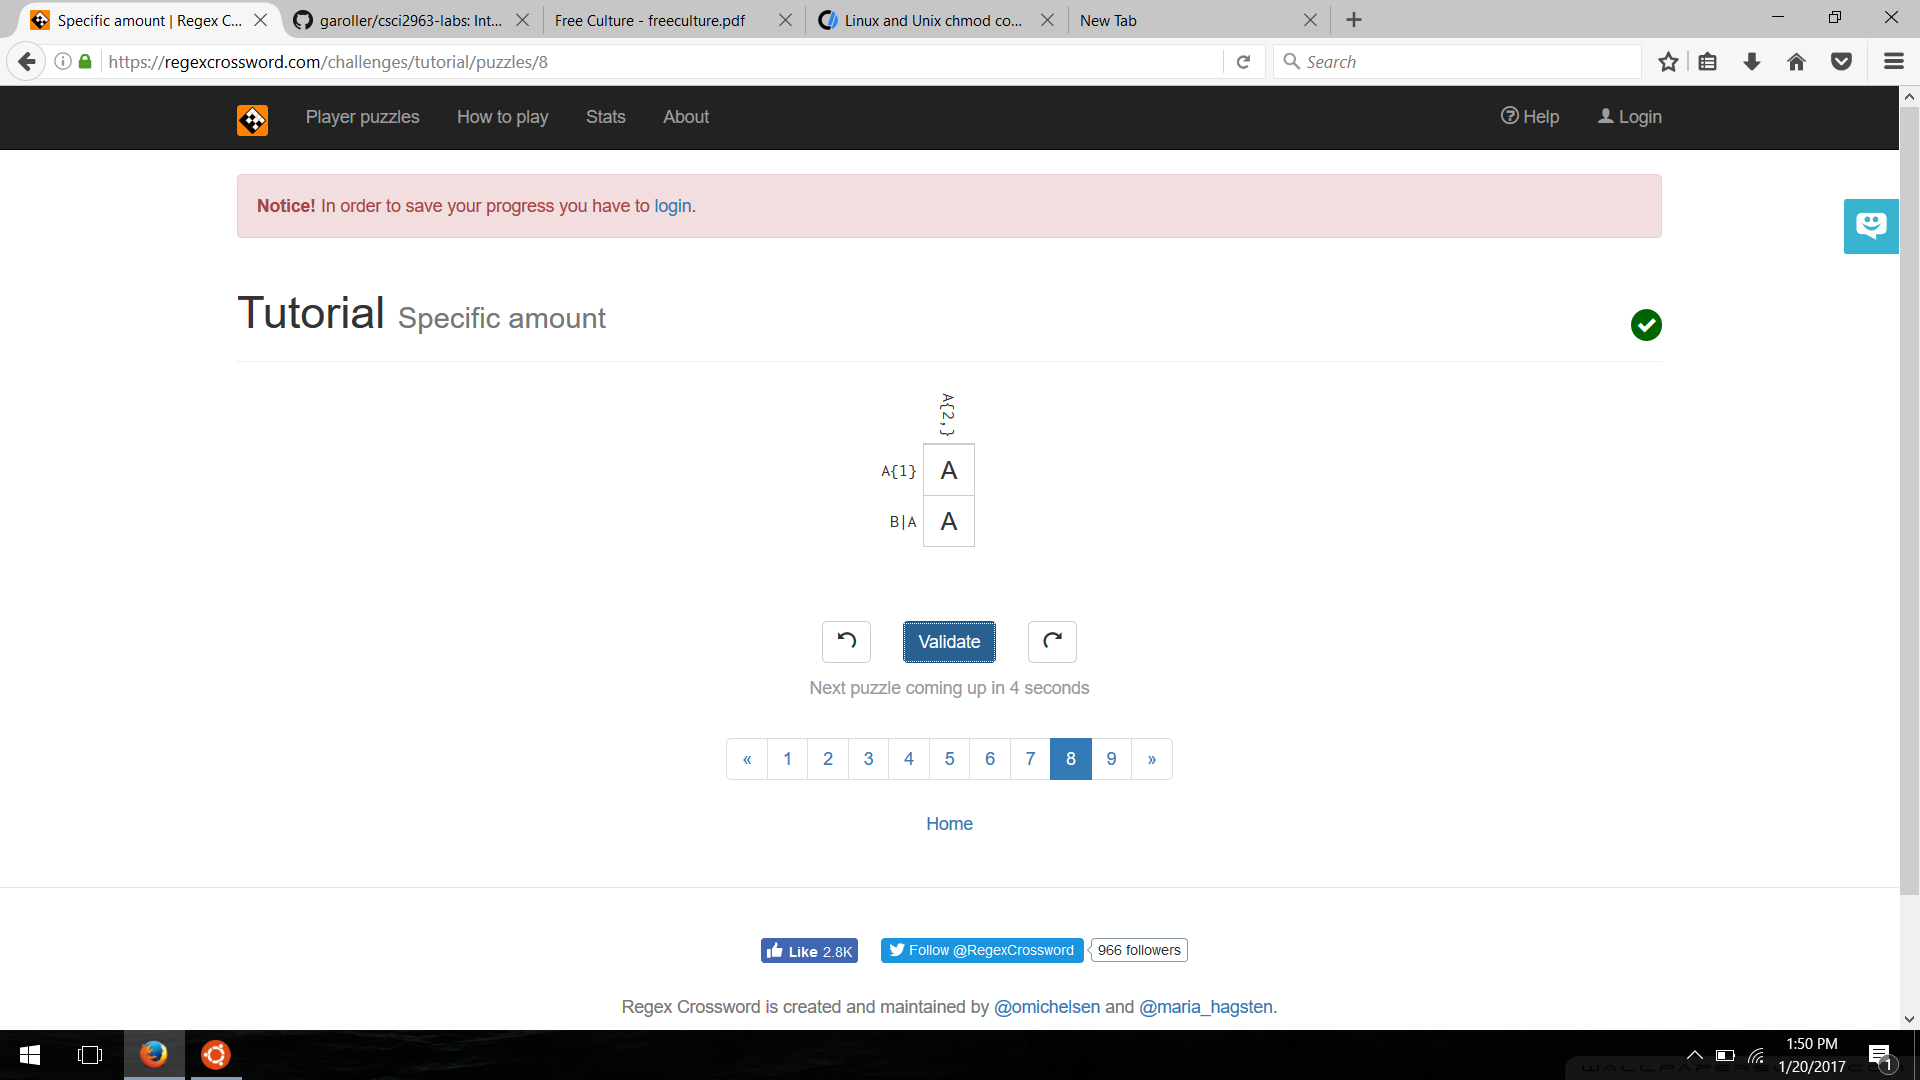 Specific amount | Regex C...
garoller/csci2963-labs: Int...
Free Culture - freeculture.pdf
Linux and Unix chmod co...
New Tab
https://regexcrossword.com/challenges/tutorial/puzzles/8
Search
Player puzzles
How to play
Stats
About
Help
Login
Notice! In order to save your progress you have to login.
Tutorial Specific amount
A{2,}
A{1} A
B|A A
Validate
Next puzzle coming up in 4 seconds
« 1 2 3 4 5 6 7 8 9 »
Home
Like 2.8K
Follow @RegexCrossword
966 followers
Regex Crossword is created and maintained by @omichelsen and @maria_hagsten.
1:50 PM
1/20/2017
1